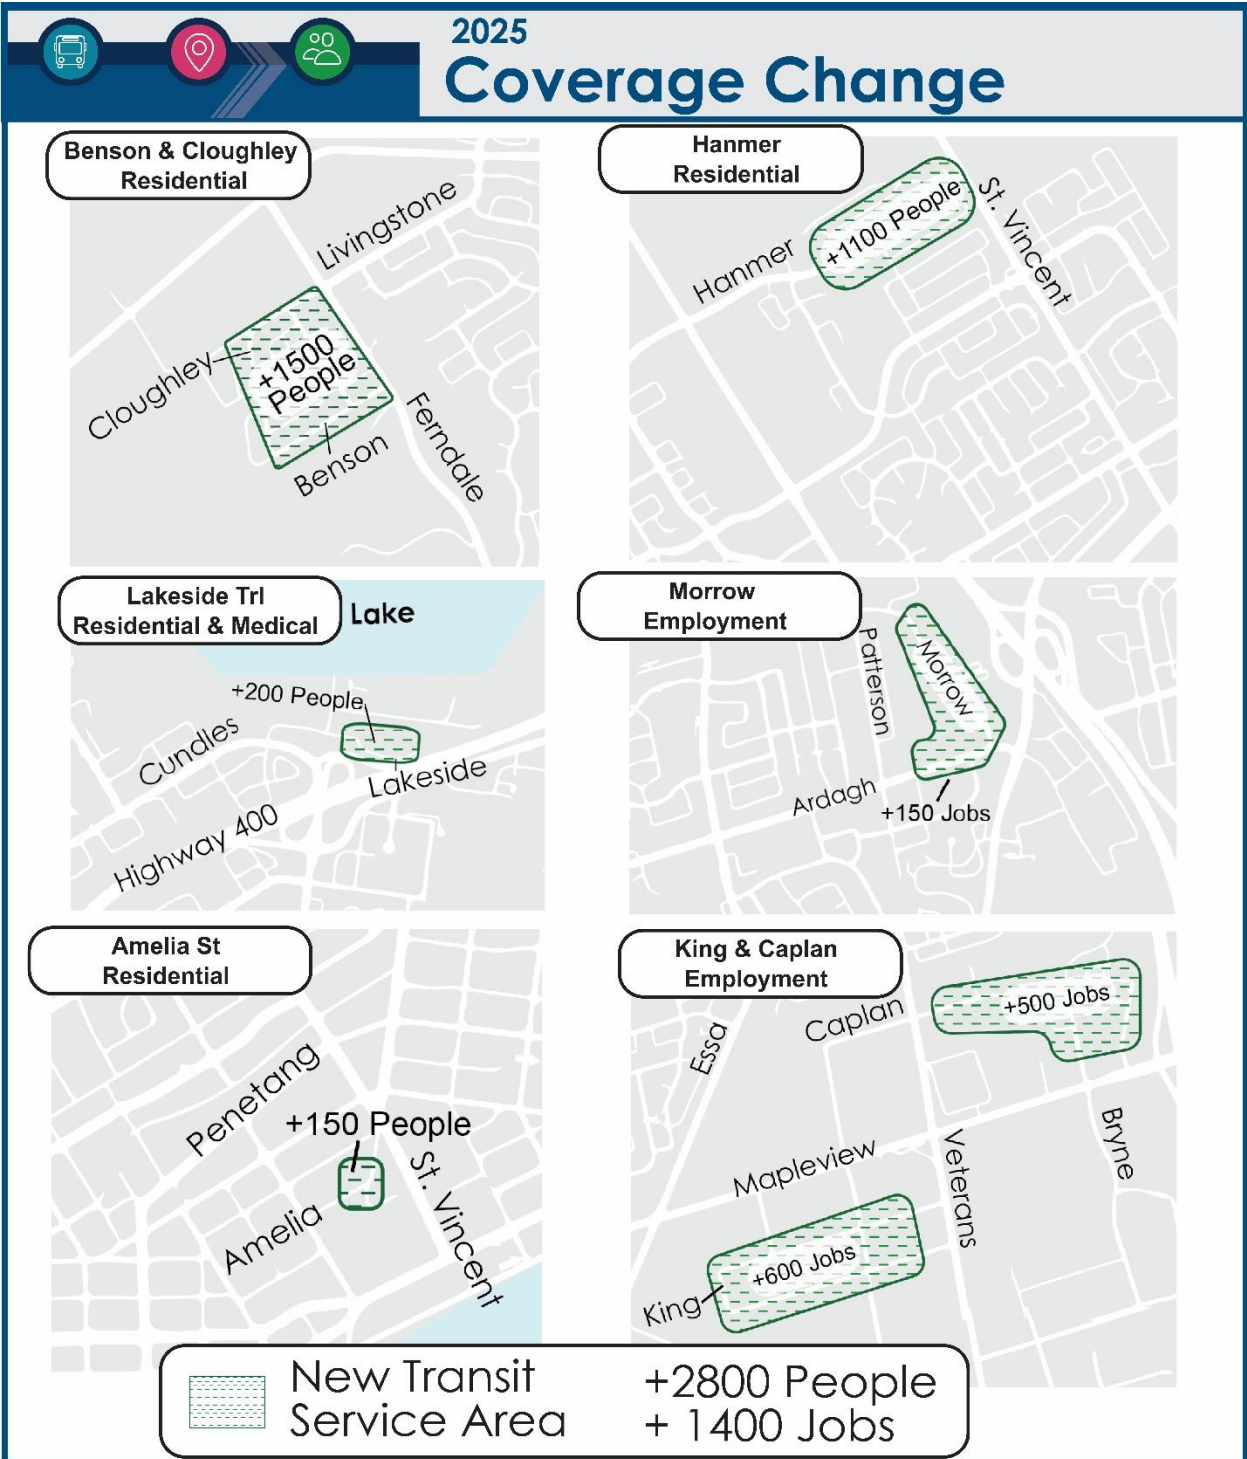 2025
Coverage Change
Benson & Cloughley
Residential
Livingstone
Cloughley
+1500
People
Benson
Ferndale
Hanmer
Residential
+1100 People
Hanmer
St. Vincent
Lakeside Trl
Residential & Medical
Lake
+200 People
Cundles
Lakeside
Highway 400
Morrow
Employment
Patterson
Morrow
Ardagh
+150 Jobs
Amelia St
Residential
Penetang
+150 People
Amelia
St. Vincent
King & Caplan
Employment
Essa
Caplan
+500 Jobs
Mapleview
Veterans
Bryne
+600 Jobs
King
New Transit
Service Area
+2800 People
+ 1400 Jobs